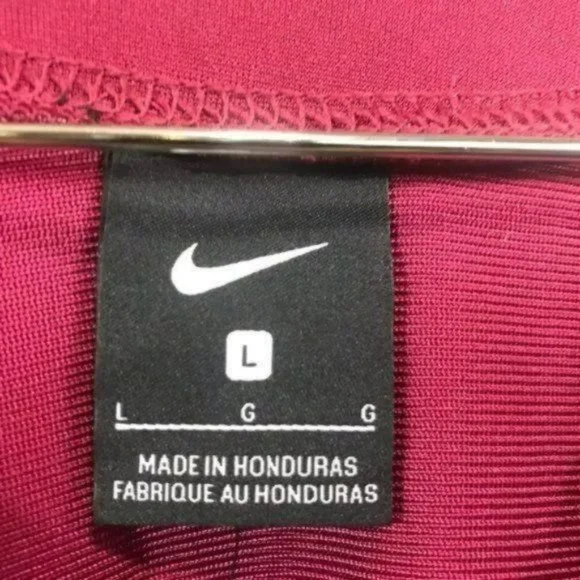 L
L G G
MADE IN HONDURAS
FABRIQUE AU HONDURAS